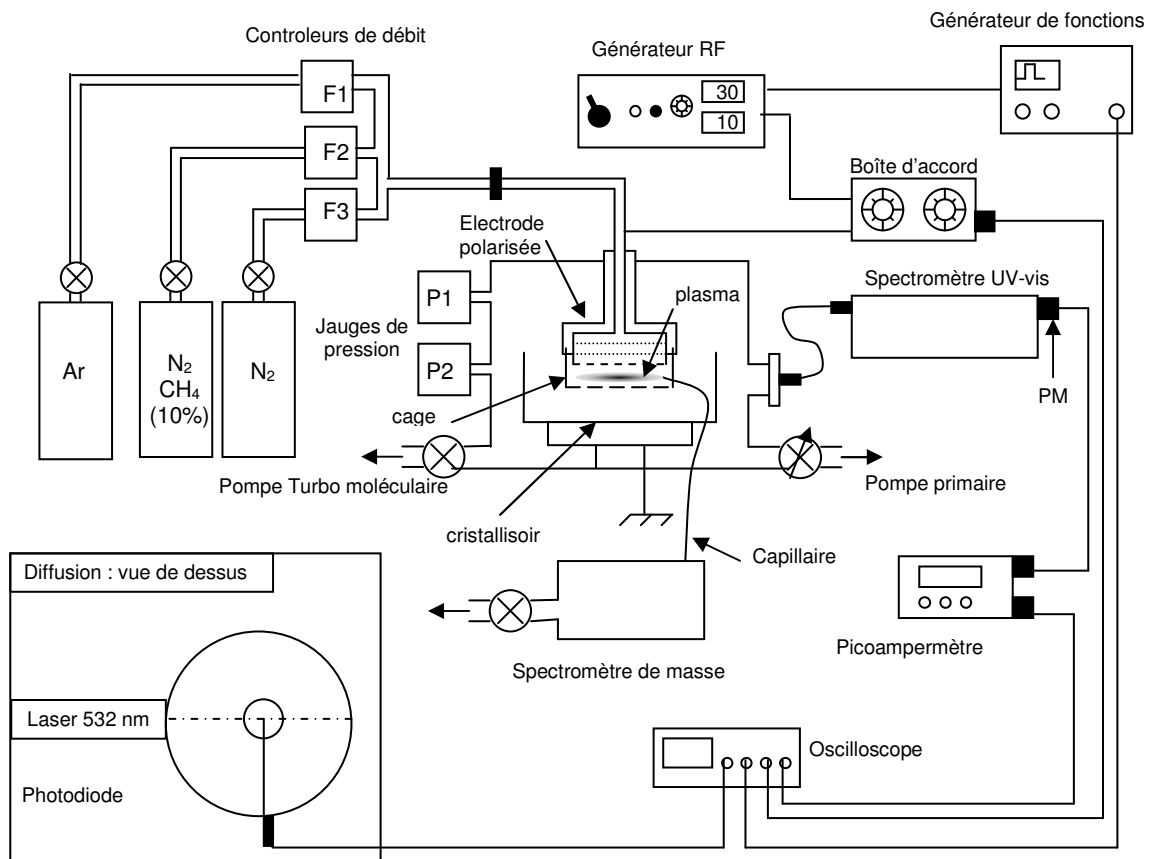 Générateur de fonctions
Controleurs de débit
Générateur RF
F1
30
10
F2
Boîte d'accord
F3
Electrode
polarisée
Spectromètre UV-vis
P1
plasma
Jauges de
pression
Ar
N₂
CH₄
(10%)
N₂
P2
PM
cage
Pompe Turbo moléculaire
Pompe primaire
cristallisoir
Capillaire
Diffusion : vue de dessus
Picoampermètre
Spectromètre de masse
Laser 532 nm
Oscilloscope
Photodiode